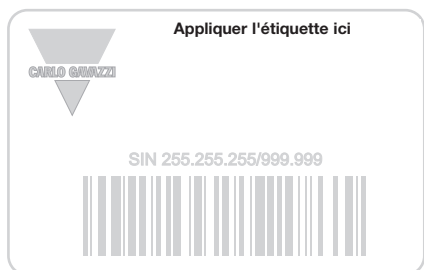 Appliquer l'étiquette ici
CARLO GAVAZZI
SIN 255.255.255/999.999